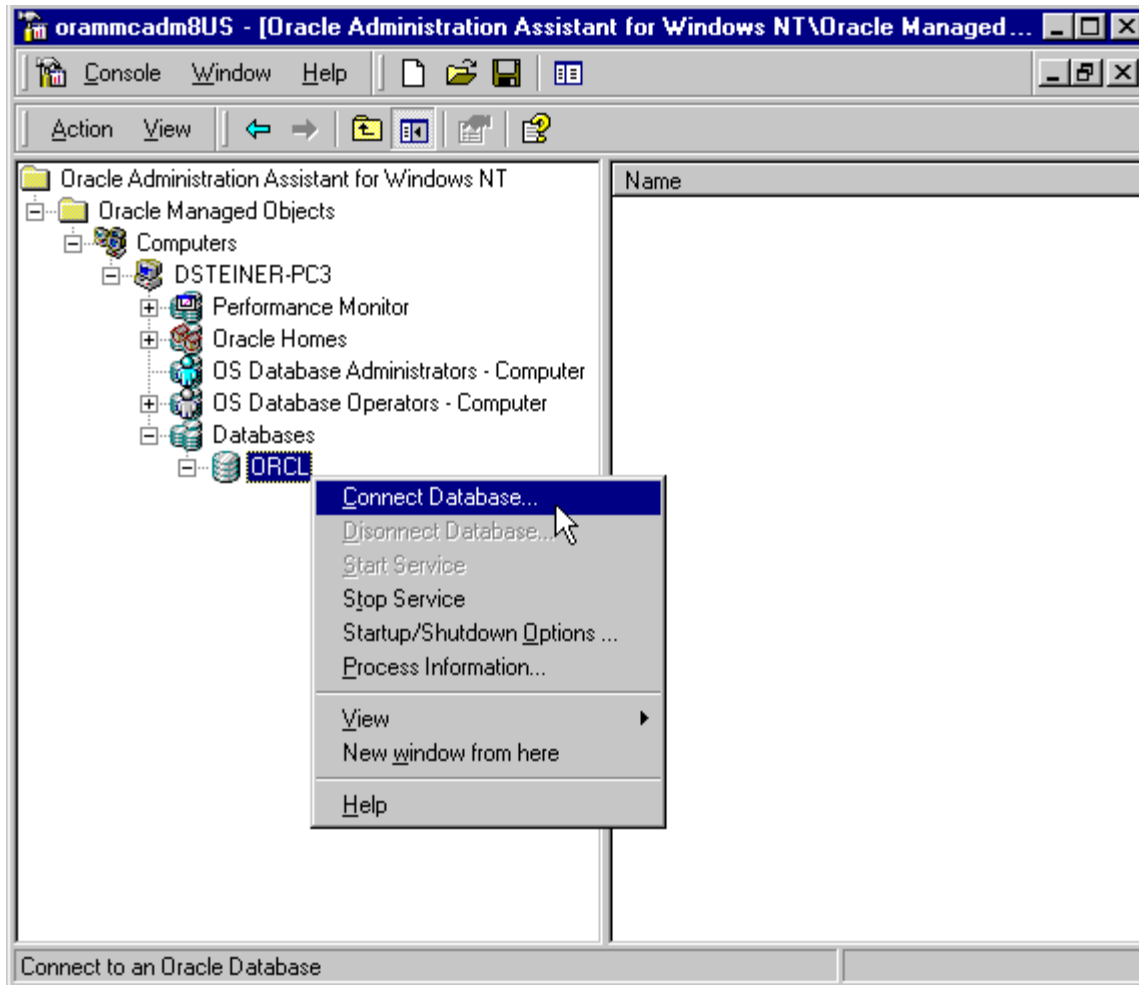 orammcadm8US - [Oracle Administration Assistant for Windows NT\Oracle Managed...
Console Window Help
Action View
Oracle Administration Assistant for Windows NT
Name
Oracle Managed Objects
Computers
DSTEINER-PC3
Performance Monitor
Oracle Homes
OS Database Administrators - Computer
OS Database Operators - Computer
Databases
ORCL
Connect Database...
Disonnect Database...
Start Service
Stop Service
Startup/Shutdown Options ...
Process Information...
View
New window from here
Help
Connect to an Oracle Database